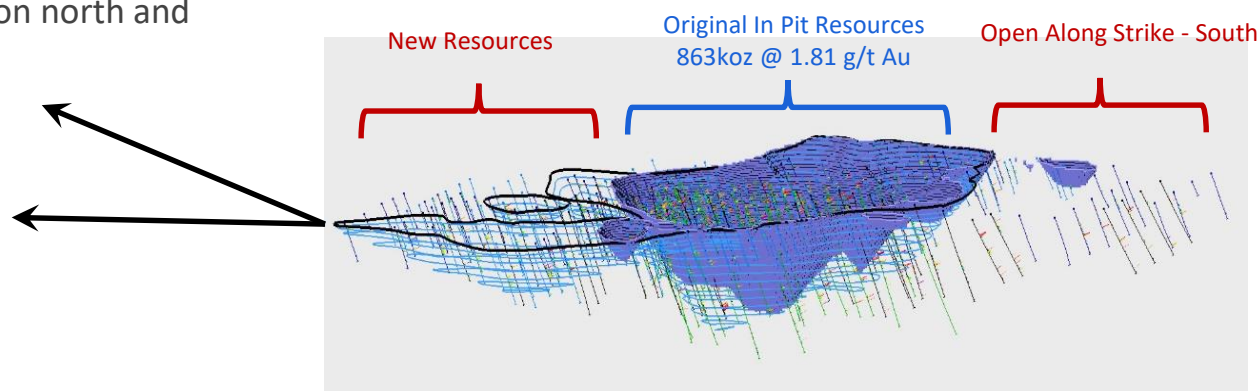 on north and
New Resources
Original In Pit Resources
863koz @ 1.81 g/t Au
Open Along Strike - South